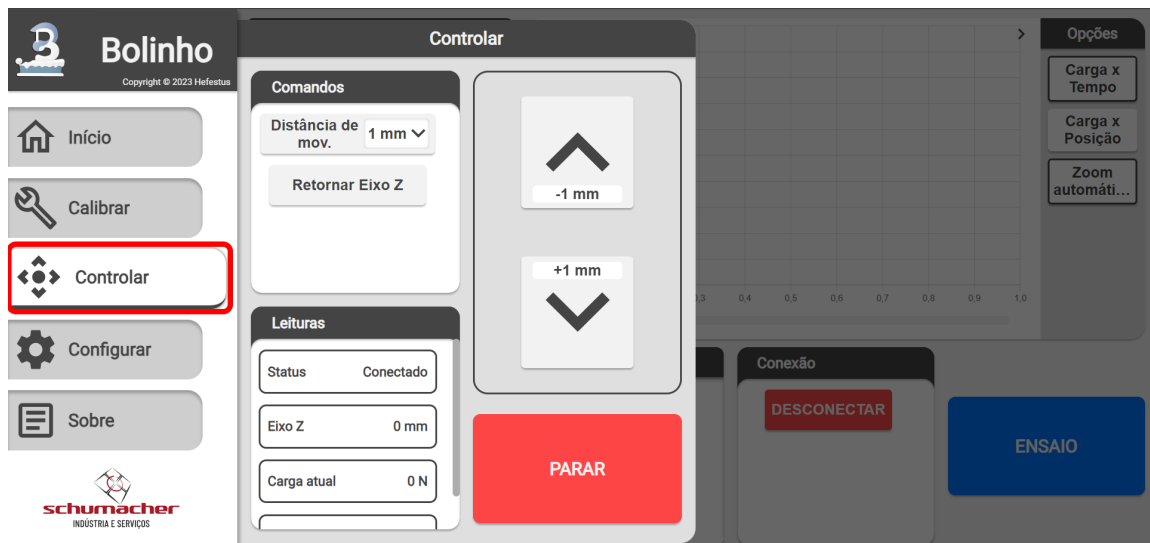 Bolinho
Copyright © 2023 Hefestus
Início
Calibrar
Controlar
Configurar
Sobre
schumacher
INDÚSTRIA E SERVIÇOS
Controlar
Comandos
Distância de
mov.
1 mm
Retornar Eixo Z
Leituras
Status
Conectado
Eixo Z
0 mm
Carga atual
0 N
-1 mm
+1 mm
PARAR
0,3
0,4
0,5
0,6
0,7
0,8
0,9
1,0
Opções
Carga x
Tempo
Carga x
Posição
Zoom
automáti...
Conexão
DESCONECTAR
ENSAIO